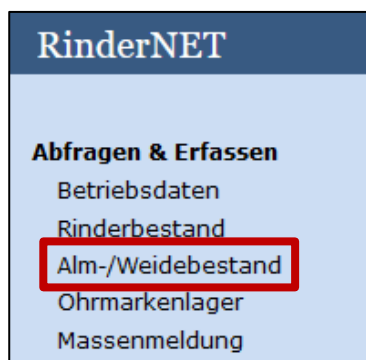 RinderNET
Abfragen & Erfassen
Betriebsdaten
Rinderbestand
Alm-/Weidebestand
Ohrmarkenlager
Massenmeldung